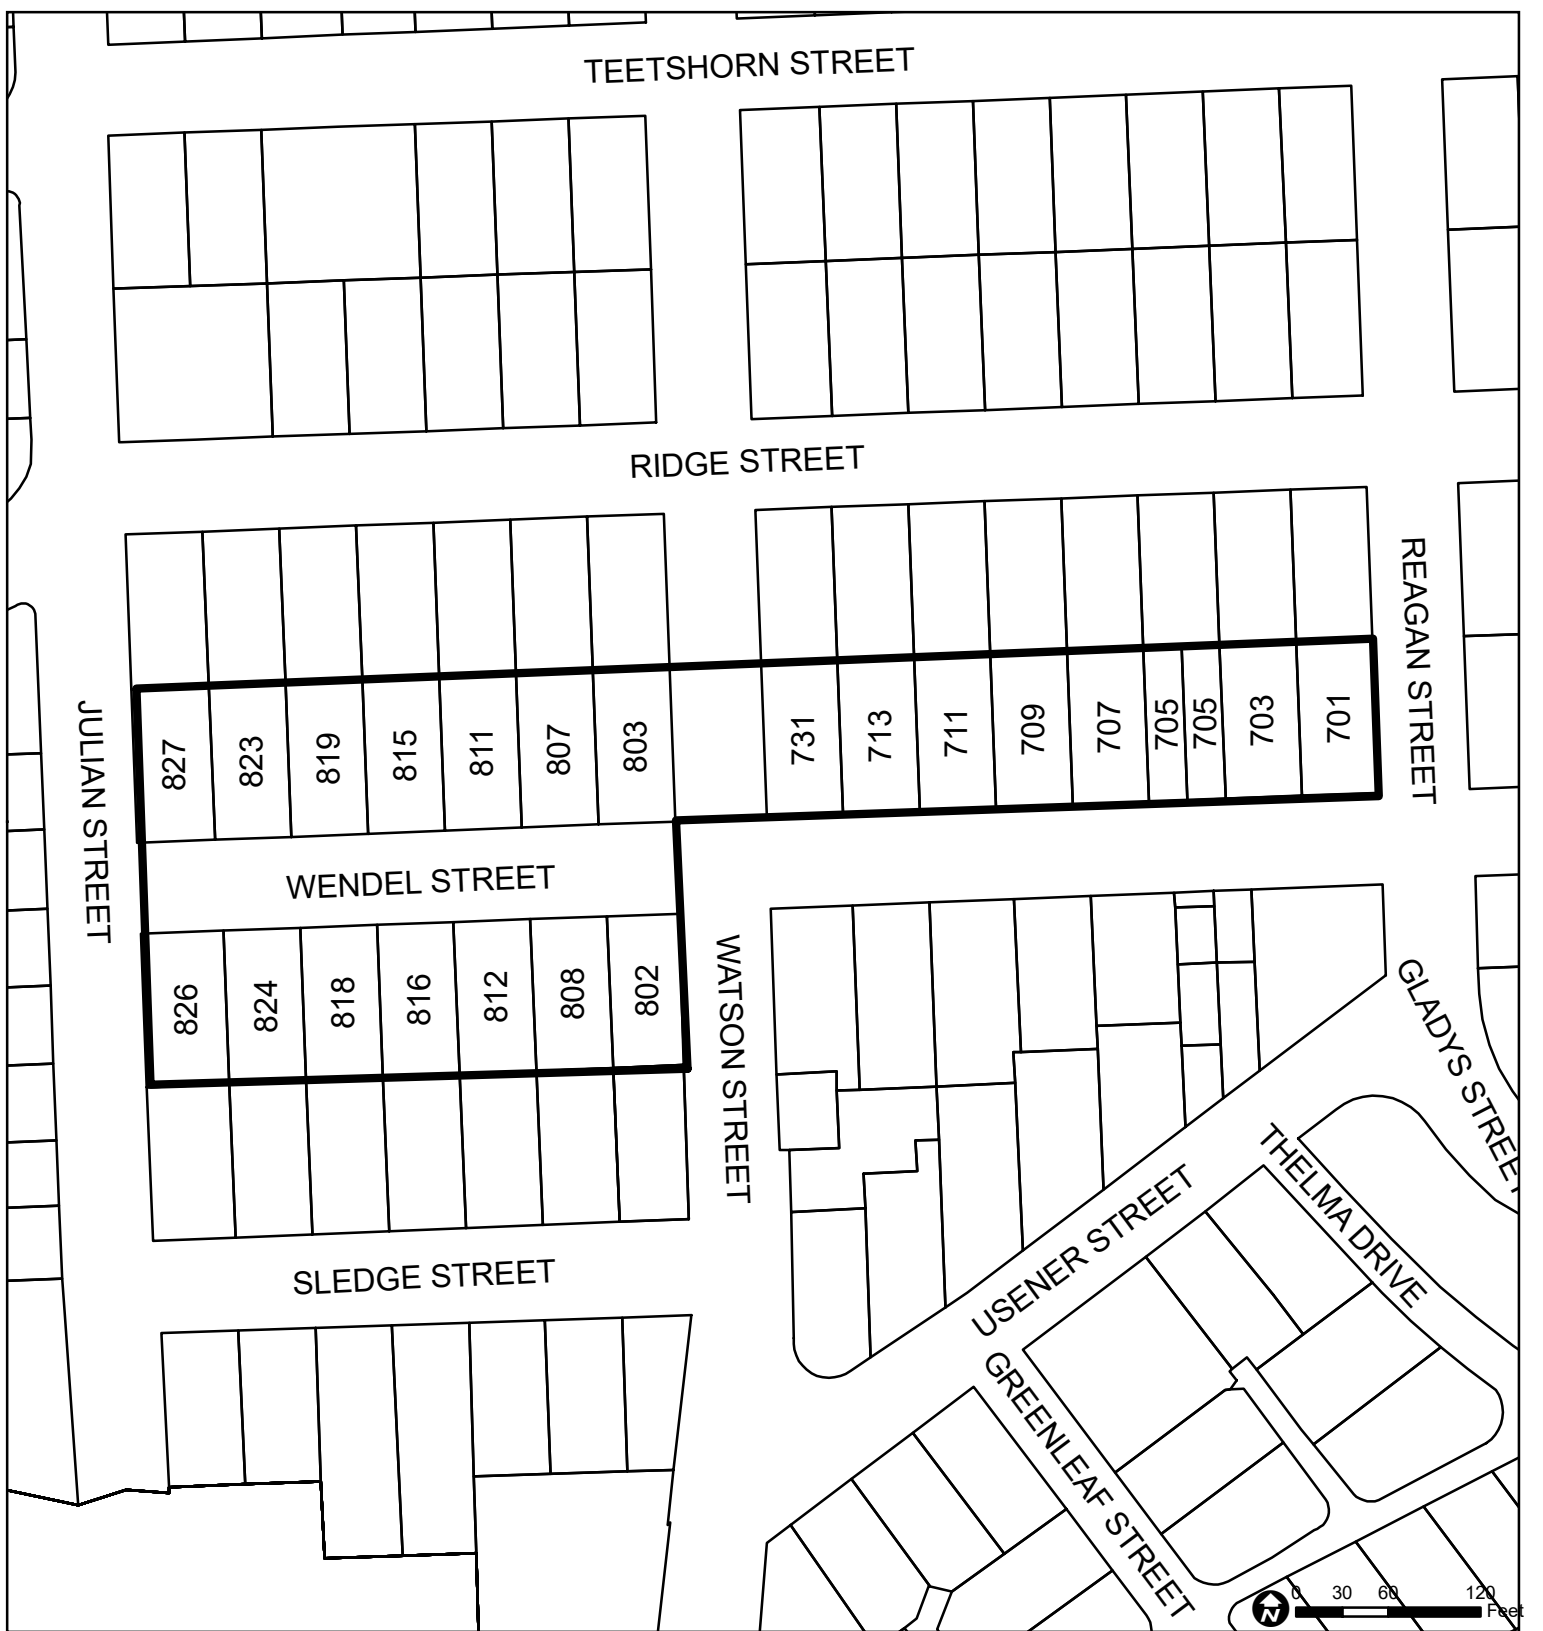 TEETSHORN STREET
RIDGE STREET
REAGAN STREET
JULIAN STREET
827
823
819
815
811
807
803
731
713
711
709
707
705
705
703
701
WENDEL STREET
826
824
818
816
812
808
802
WATSON STREET
GLADYS STREET
THELMA DRIVE
USENER STREET
SLEDGE STREET
GREENLEAF STREET
N
0 30 60 120
Feet